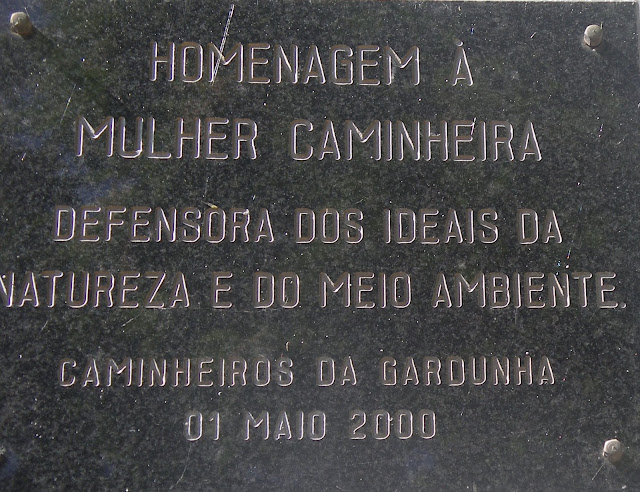 HOMENAGEM À
MULHER CAMINHEIRA
DEFENSORA DOS IDEAIS DA
NATUREZA E DO MEIO AMBIENTE.
CAMINHEIROS DA GARDUNHA
01 MAIO 2000